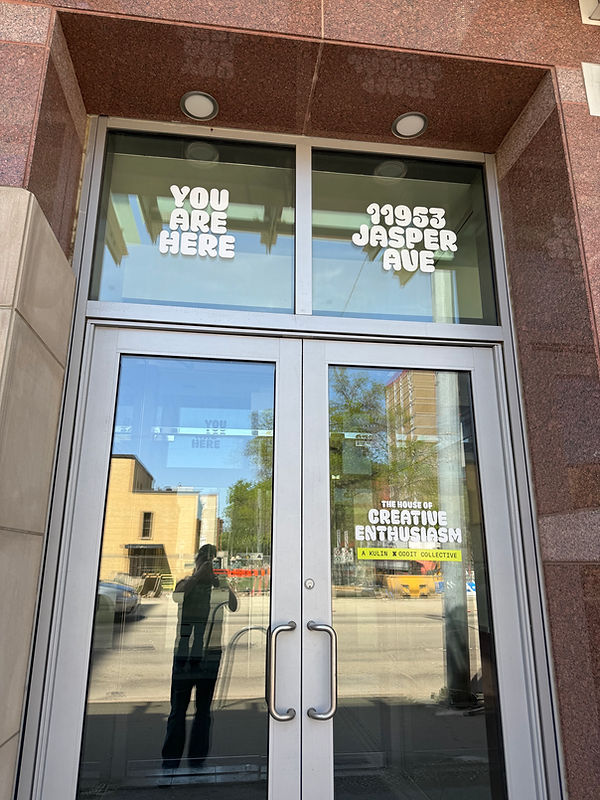 YOU
ARE
HERE
11953
JASPER
AVE
THE HOUSE OF
CREATIVE
ENTHUSIASM
A KULIN X ODDIT COLLECTIVE